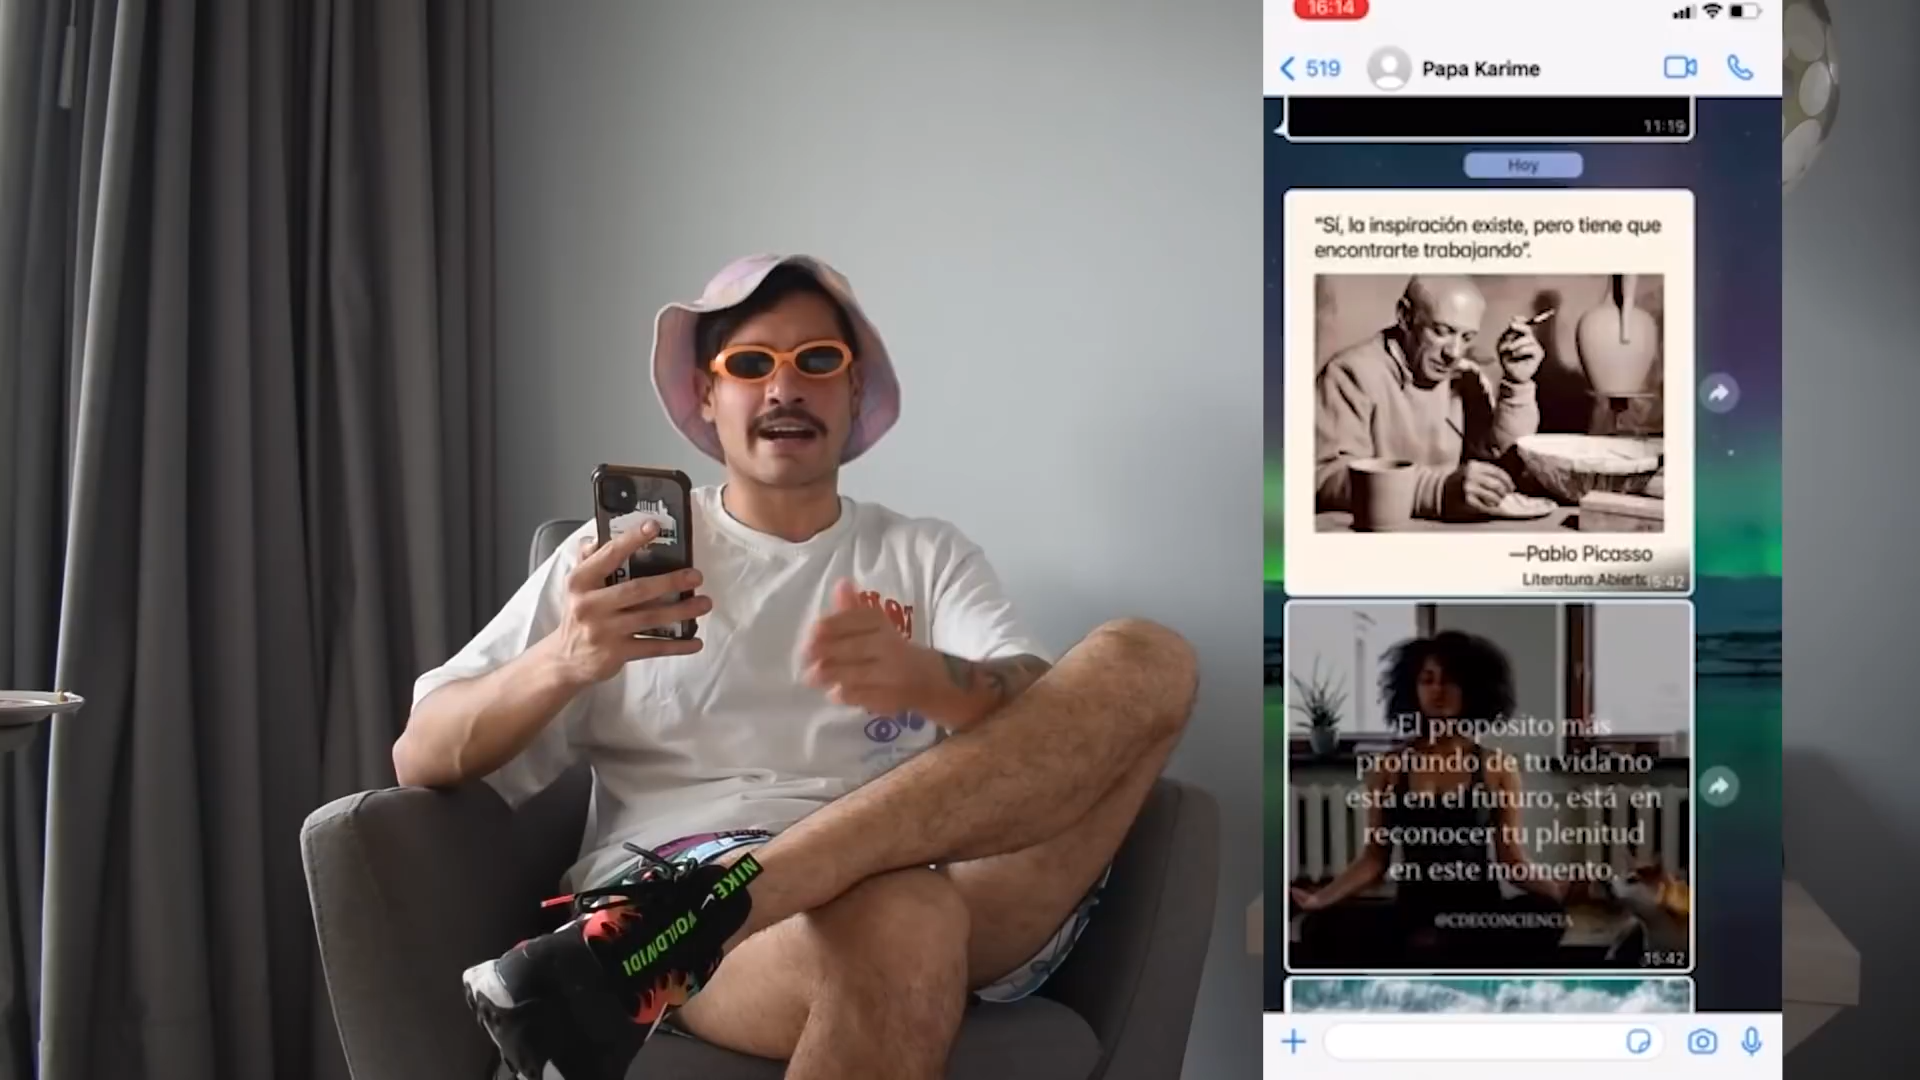 16:14
519
Papa Karime
11:19
Hoy
"Sí, la inspiración existe, pero tiene que
encontrarte trabajando".
—Pablo Picasso
Literatura Abierta
15:42
El propósito más
profundo de tu vida no
está en el futuro, está en
reconocer tu plenitud
en este momento.
@CDECONCIENCIA
15:42
NIKE